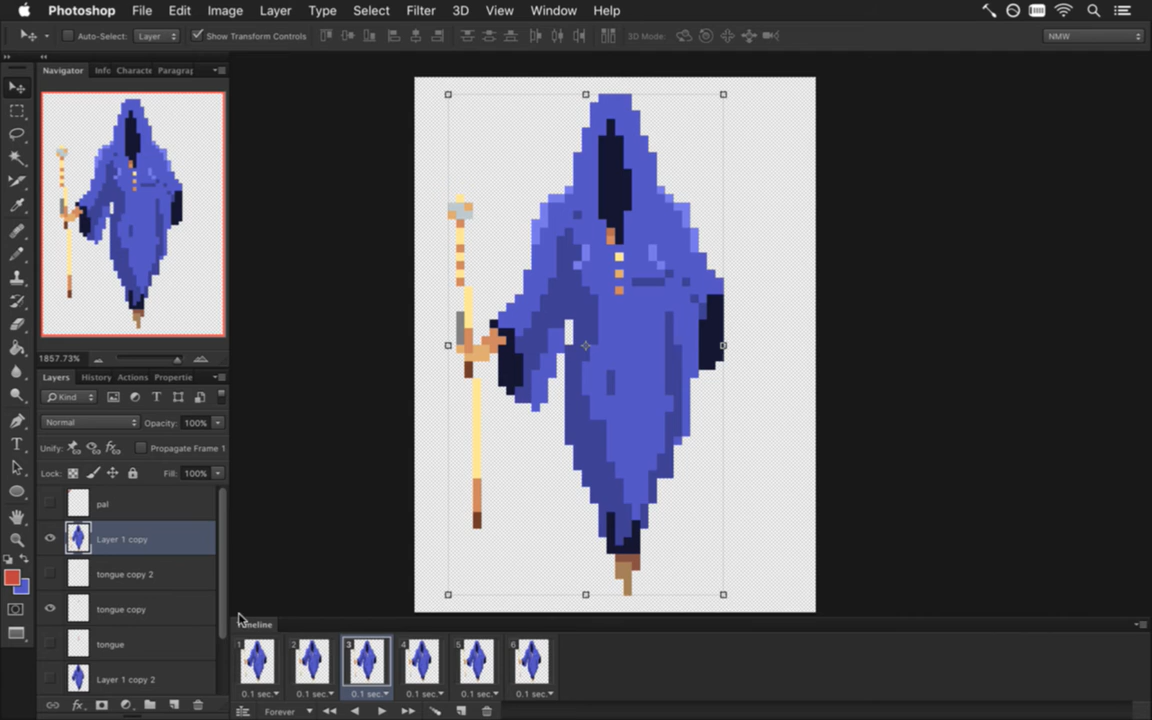 Photoshop File Edit Image Layer Type Select Filter 3D View Window Help
Auto-Select: Layer Show Transform Controls 3D Mode: NMW
Navigator Info Characte Paragrap
1857.73%
Layers History Actions Propertie
Kind
Normal Opacity: 100%
Unify: Propagate Frame 1
Lock: Fill: 100%
pal
Layer 1 copy
tongue copy 2
tongue copy
tongue
Layer 1 copy 2
Timeline
1 2 3 4 5 6
0.1 sec. 0.1 sec. 0.1 sec. 0.1 sec. 0.1 sec. 0.1 sec.
Forever